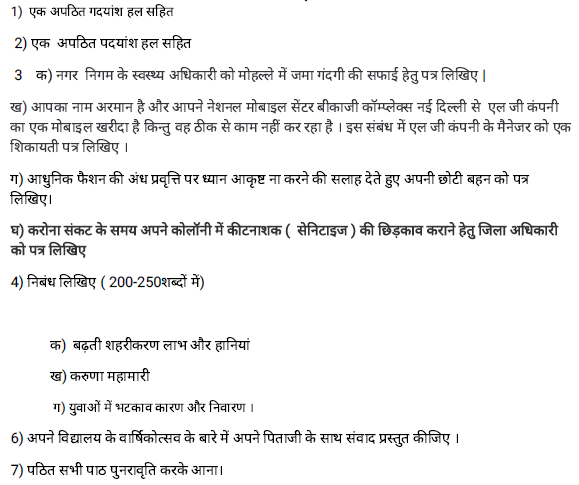 1) एक अपठित गदयांश हल सहित
2) एक अपठित पदयांश हल सहित
3 क) नगर निगम के स्वस्थ्य अधिकारी को मोहल्ले में जमा गंदगी की सफाई हेतु पत्र लिखिए |
ख) आपका नाम अरमान है और आपने नेशनल मोबाइल सेंटर बीकाजी कॉम्प्लेक्स नई दिल्ली से एल जी कंपनी
का एक मोबाइल खरीदा है किन्तु वह ठीक से काम नहीं कर रहा है । इस संबंध में एल जी कंपनी के मैनेजर को एक
शिकायती पत्र लिखिए ।
ग) आधुनिक फैशन की अंध प्रवृत्ति पर ध्यान आकृष्ट ना करने की सलाह देते हुए अपनी छोटी बहन को पत्र
लिखिए।
घ) करोना संकट के समय अपने कोलॉनी में कीटनाशक ( सेनिटाइज ) की छिड़काव कराने हेतु जिला अधिकारी
को पत्र लिखिए
4) निबंध लिखिए ( 200-250शब्दों में)
क) बढ़ती शहरीकरण लाभ और हानियां
ख) करुणा महामारी
ग) युवाओं में भटकाव कारण और निवारण ।
6) अपने विद्यालय के वार्षिकोत्सव के बारे में अपने पिताजी के साथ संवाद प्रस्तुत कीजिए ।
7) पठित सभी पाठ पुनरावृति करके आना।